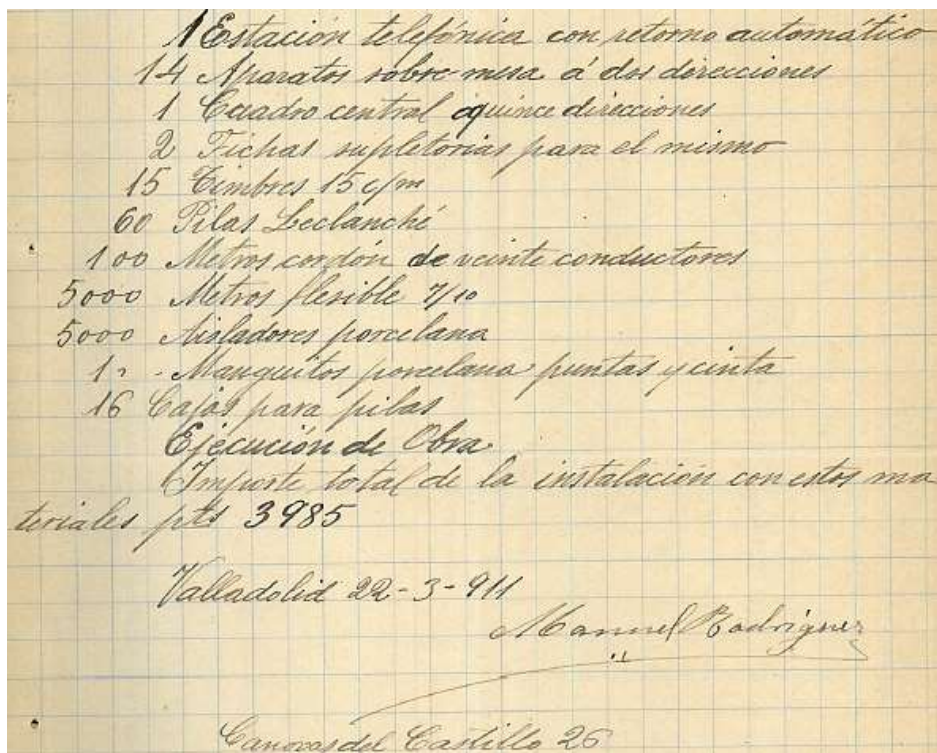 1 Estación telefónica con retorno automático
14 Aparatos sobre-mesa á dos direcciones
1 Cuadro central quince direcciones
2 Fichas supletorias para el mismo
15 Timbres 15 c/m
60 Pilas Leclanché
100 Metros cordón de veinte conductores
5000 Metros flesible 7/10
5000 Aisladores porcelana
- Manguitos porcelana puntas y cinta
16 Cajas para pilas
Ejecución de Obra
Importe total de la instalación con estos ma
teriales pts 3985
Valladolid 22-3-911
Manuel Rodriguez
Canovas del Castillo 26